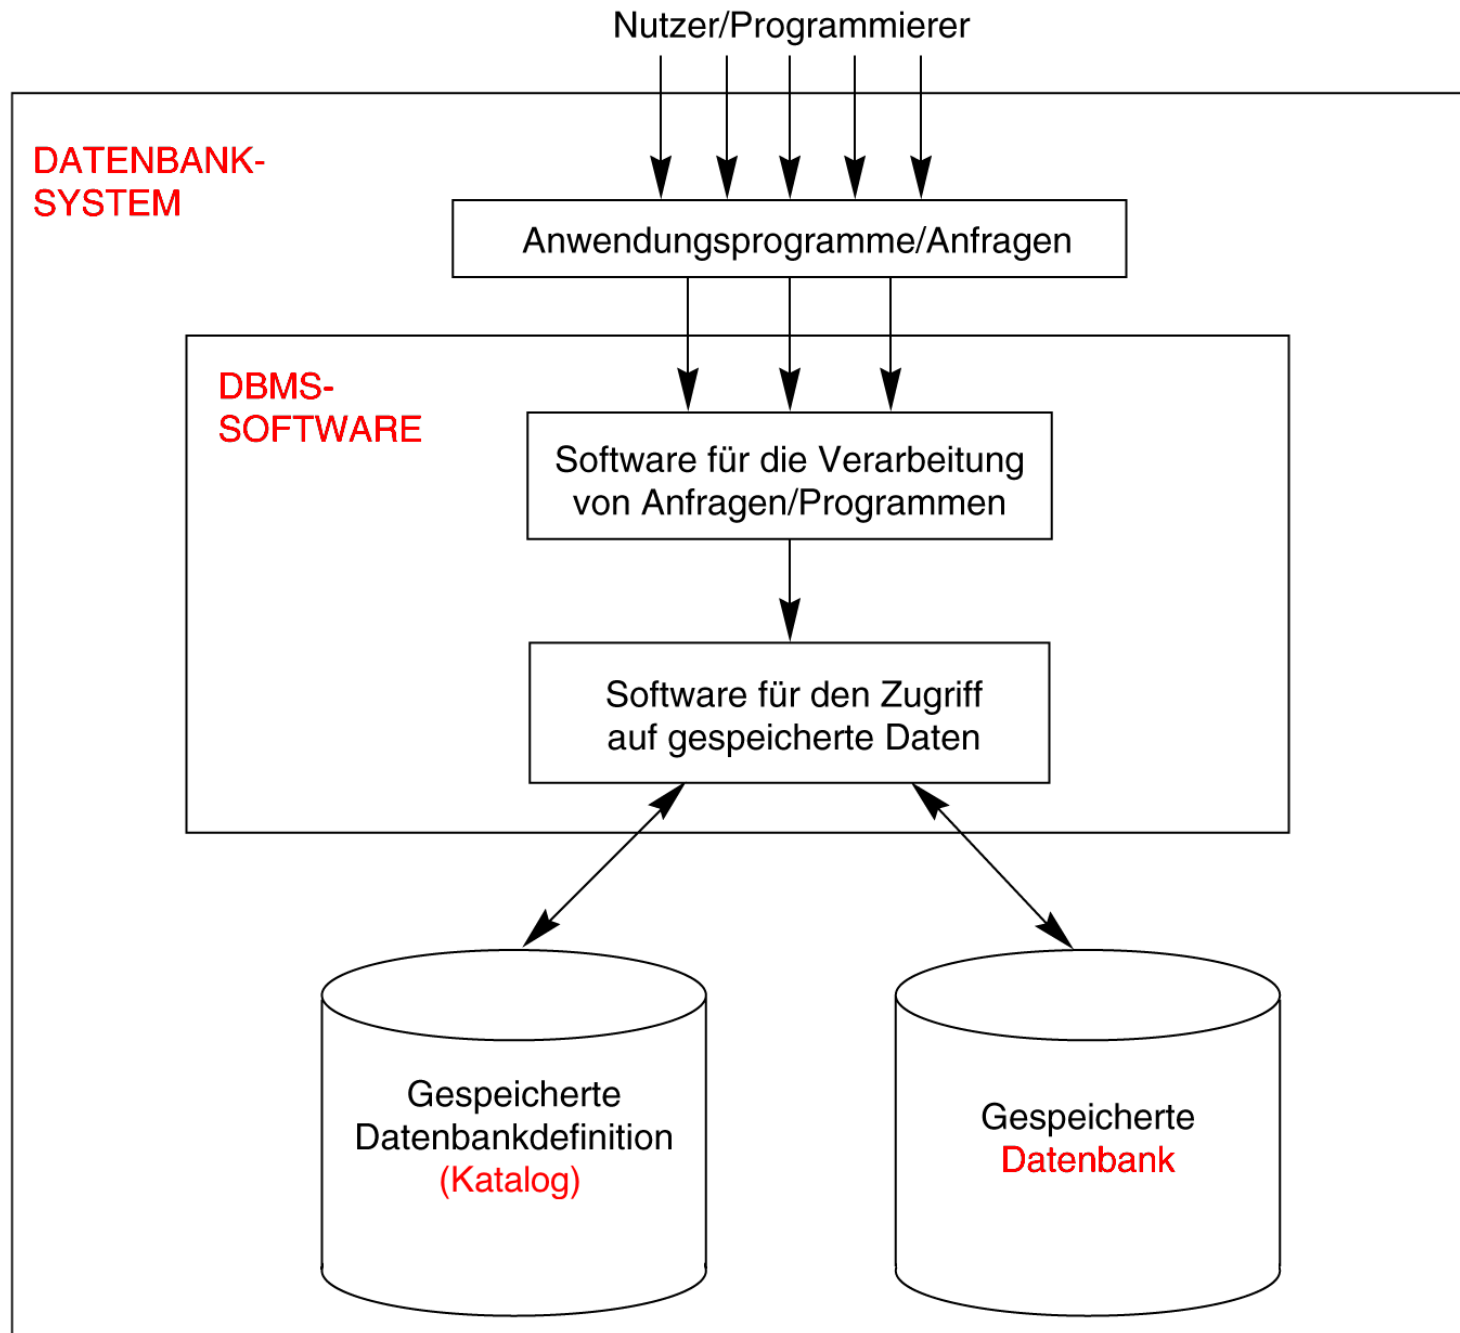 Nutzer/Programmierer
DATENBANK-
SYSTEM
Anwendungsprogramme/Anfragen
DBMS-
SOFTWARE
Software für die Verarbeitung
von Anfragen/Programmen
Software für den Zugriff
auf gespeicherte Daten
Gespeicherte
Datenbankdefinition
(Katalog)
Gespeicherte
Datenbank